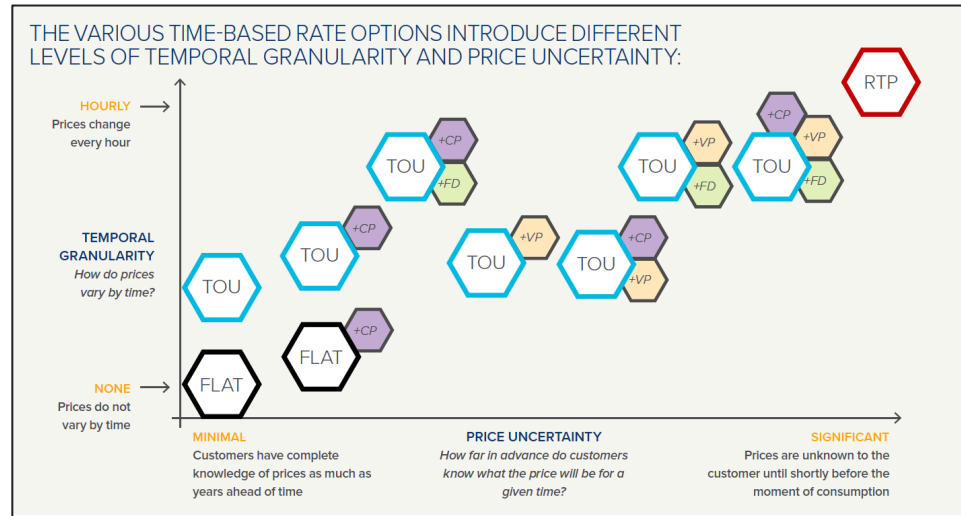 THE VARIOUS TIME-BASED RATE OPTIONS INTRODUCE DIFFERENT
LEVELS OF TEMPORAL GRANULARITY AND PRICE UNCERTAINTY:
HOURLY
Prices change
every hour
TEMPORAL
GRANULARITY
How do prices
vary by time?
NONE
Prices do not
vary by time
RTP
+CP
TOU
+FD
+VP
TOU
+FD
+CP
+VP
TOU
+FD
+CP
TOU
TOU
+VP
TOU
+CP
TOU
+VP
+CP
FLAT
FLAT
MINIMAL
Customers have complete
knowledge of prices as much as
years ahead of time
PRICE UNCERTAINTY
How far in advance do customers
know what the price will be for a
given time?
SIGNIFICANT
Prices are unknown to the
customer until shortly before the
moment of consumption